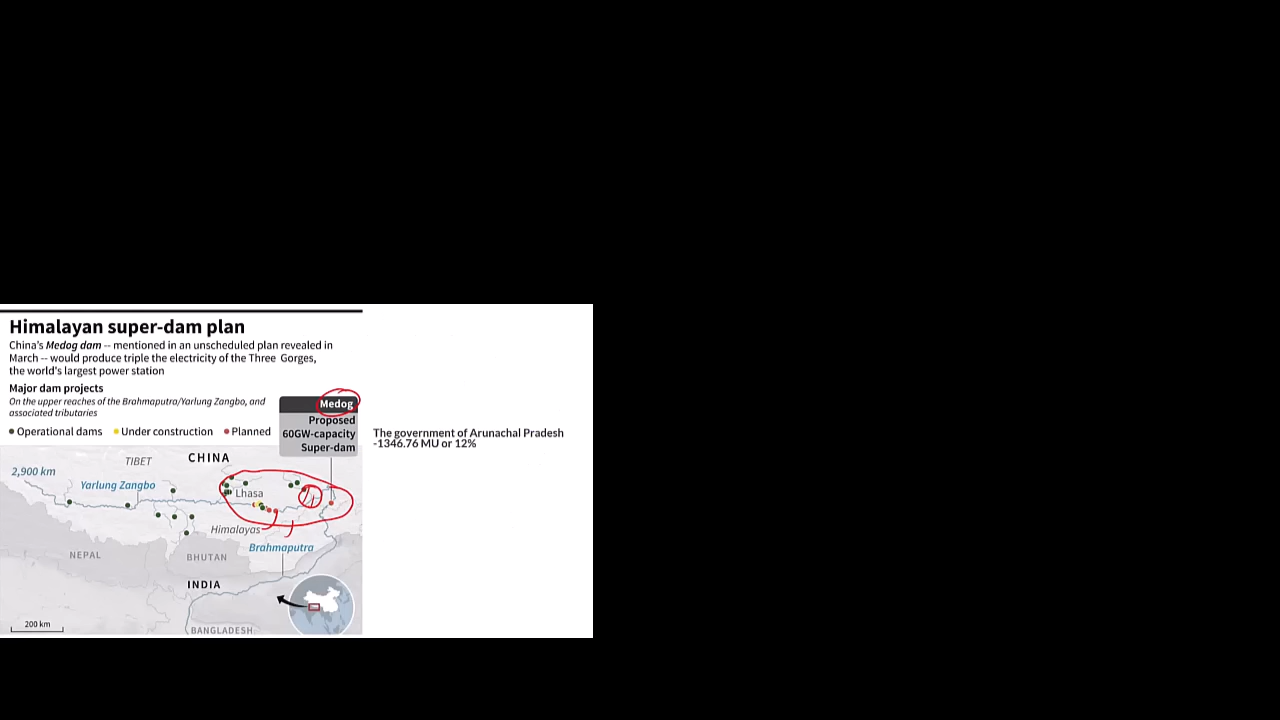 Himalayan super-dam plan
China's Medog dam -- mentioned in an unscheduled plan revealed in
March -- would produce triple the electricity of the Three Gorges,
the world's largest power station
Major dam projects
On the upper reaches of the Brahmaputra/Yarlung Zangbo, and
associated tributaries
Operational dams Under construction Planned
Medog
Proposed
60GW-capacity
Super-dam
The government of Arunachal Pradesh
-1346.76 MU or 12%
TIBET
CHINA
2,900 km
Yarlung Zangbo
Lhasa
Himalayas
Brahmaputra
NEPAL
BHUTAN
INDIA
200 km
BANGLADESH